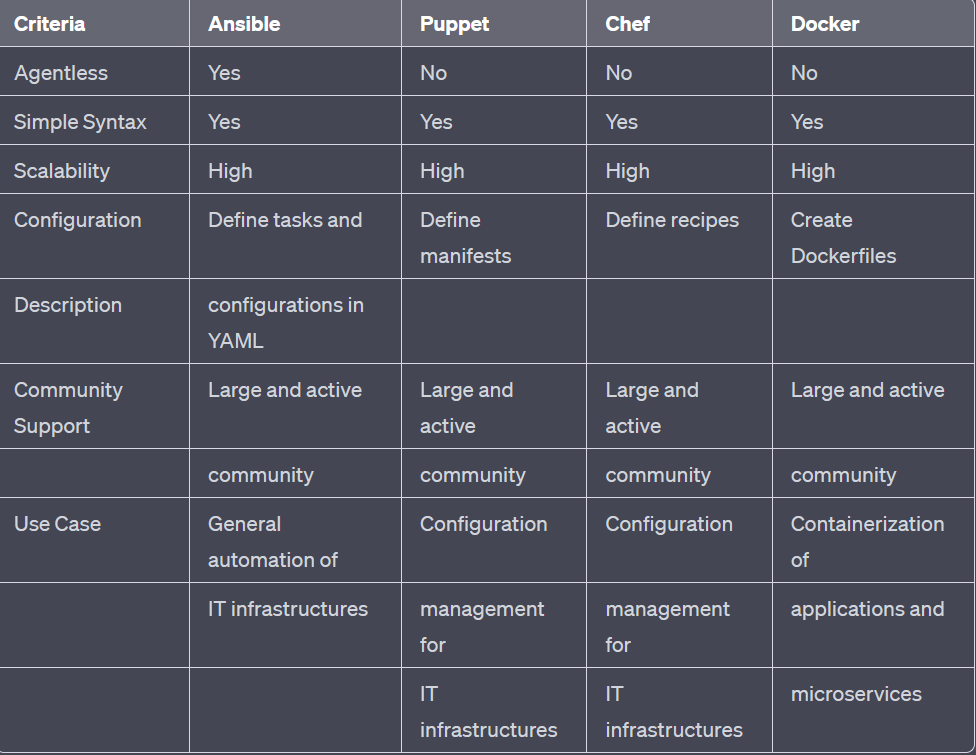 Criteria Ansible Puppet Chef Docker
Agentless Yes No No No
Simple Syntax Yes Yes Yes Yes
Scalability High High High High
Configuration Define tasks and Define Define recipes Create
manifests Dockerfiles
Description configurations in
YAML
Community Large and active Large and Large and Large and active
Support active active
community community community community
Use Case General Configuration Configuration Containerization
automation of of
IT infrastructures management management applications and
for for
IT IT microservices
infrastructures infrastructures